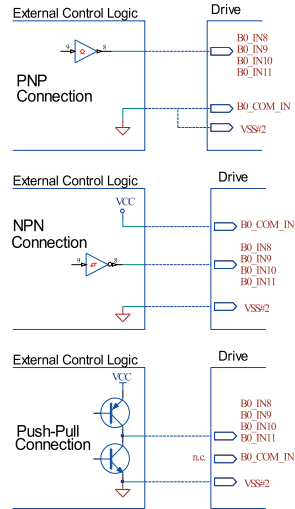 External Control Logic
Drive
9
8
B0_IN8
B0_IN9
B0_IN10
B0_IN11
PNP
Connection
B0_COM_IN
VSS#2
External Control Logic
Drive
VCC
B0_COM_IN
NPN
Connection
B0_IN8
B0_IN9
B0_IN10
B0_IN11
9
8
VSS#2
External Control Logic
Drive
VCC
B0_IN8
B0_IN9
B0_IN10
B0_IN11
Push-Pull
Connection
n.c.
B0_COM_IN
VSS#2